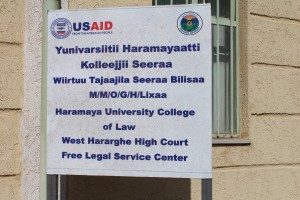 USAID
FROM THE AMERICAN PEOPLE
Yunivarsiitii Haramayaatti
Kolleejjii Seeraa
Wiirtuu Tajaajila Seeraa Bilisaa
M/M/O/G/H/Lixaa
Haramaya University College
of Law
West Hararghe High Court
Free Legal Service Center